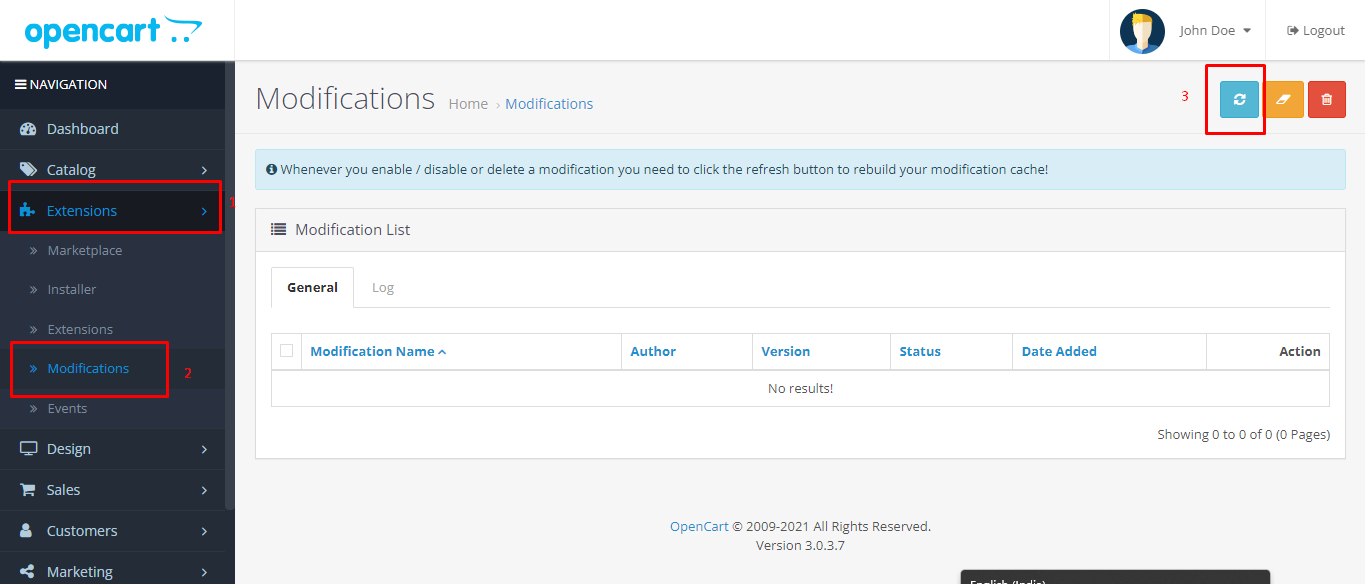 opencart
John Doe
Logout
NAVIGATION
Dashboard
Catalog
Extensions
1
Marketplace
Installer
Extensions
Modifications
2
Events
Design
Sales
Customers
Marketing
Modifications
Home › Modifications
3
Whenever you enable / disable or delete a modification you need to click the refresh button to rebuild your modification cache!
Modification List
General Log
Modification Name Author Version Status Date Added Action
No results!
Showing 0 to 0 of 0 (0 Pages)
OpenCart © 2009-2021 All Rights Reserved.
Version 3.0.3.7
English (India)